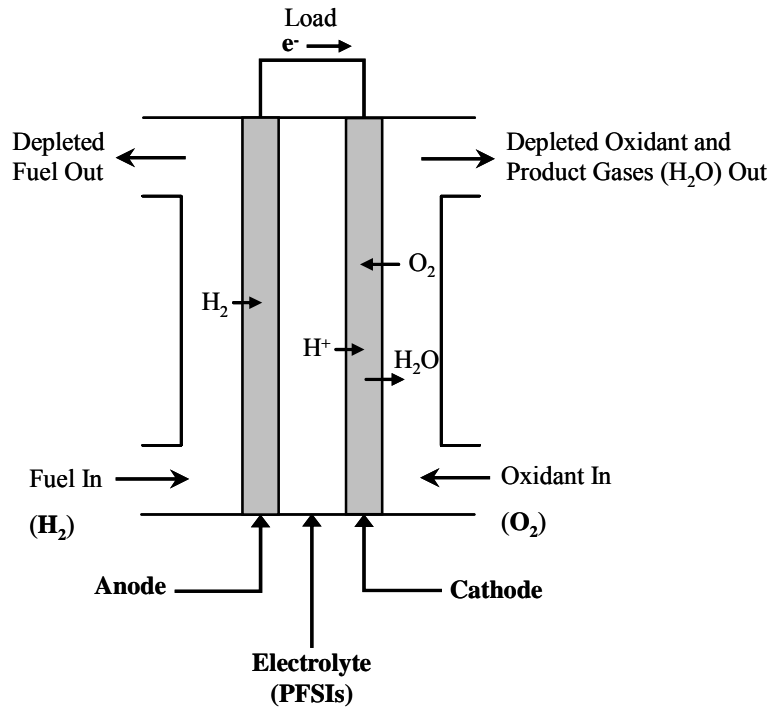 Load
e-
Depleted
Fuel Out
Depleted Oxidant and
Product Gases (H₂O) Out
O₂
H₂
H⁺
H₂O
Fuel In
Oxidant In
(H₂)
(O₂)
Anode
Cathode
Electrolyte
(PFSIs)